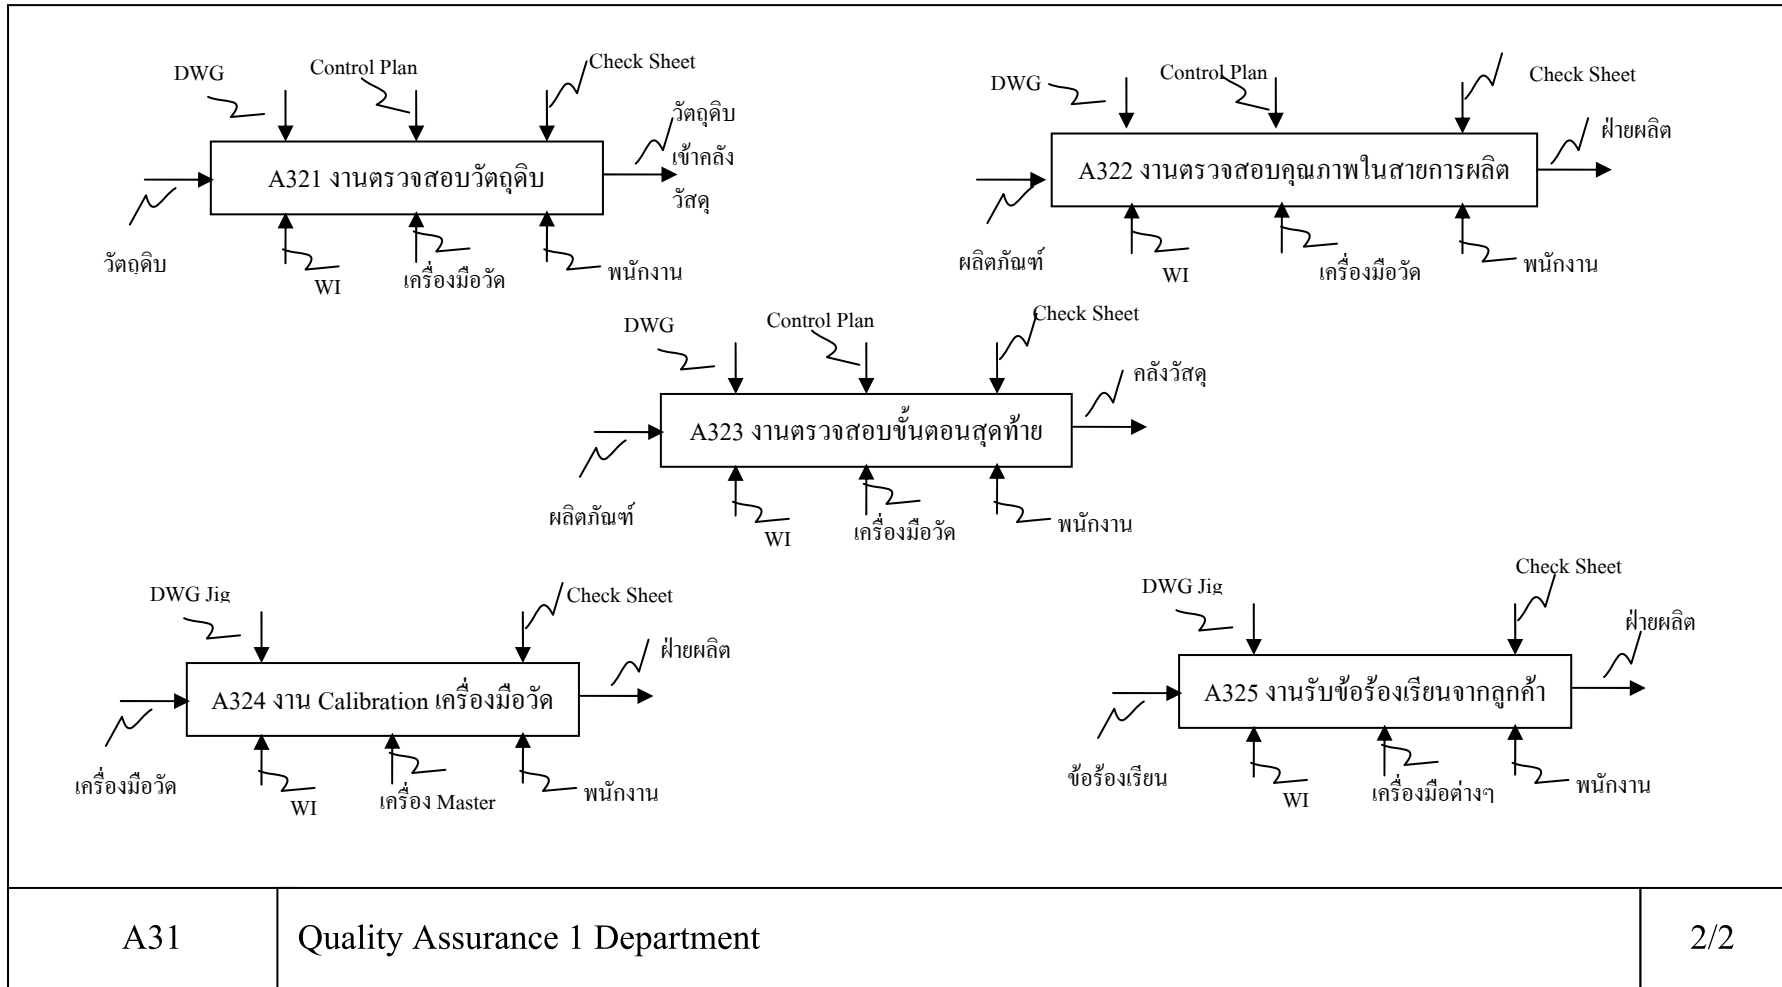 DWG
Control Plan
Check Sheet
วัตถุดิบ
เข้าคลัง
วัสดุ
A321 งานตรวจสอบวัตถุดิบ
วัตถุดิบ
WI
เครื่องมือวัด
พนักงาน
DWG
Control Plan
Check Sheet
ฝ่ายผลิต
A322 งานตรวจสอบคุณภาพในสายการผลิต
ผลิตภัณฑ์
WI
เครื่องมือวัด
พนักงาน
DWG
Control Plan
Check Sheet
คลังวัสดุ
A323 งานตรวจสอบขั้นตอนสุดท้าย
ผลิตภัณฑ์
WI
เครื่องมือวัด
พนักงาน
DWG Jig
Check Sheet
ฝ่ายผลิต
A324 งาน Calibration เครื่องมือวัด
เครื่องมือวัด
WI
เครื่อง Master
พนักงาน
DWG Jig
Check Sheet
ฝ่ายผลิต
A325 งานรับข้อร้องเรียนจากลูกค้า
ข้อร้องเรียน
WI
เครื่องมือต่างๆ
พนักงาน
A31
Quality Assurance 1 Department
2/2